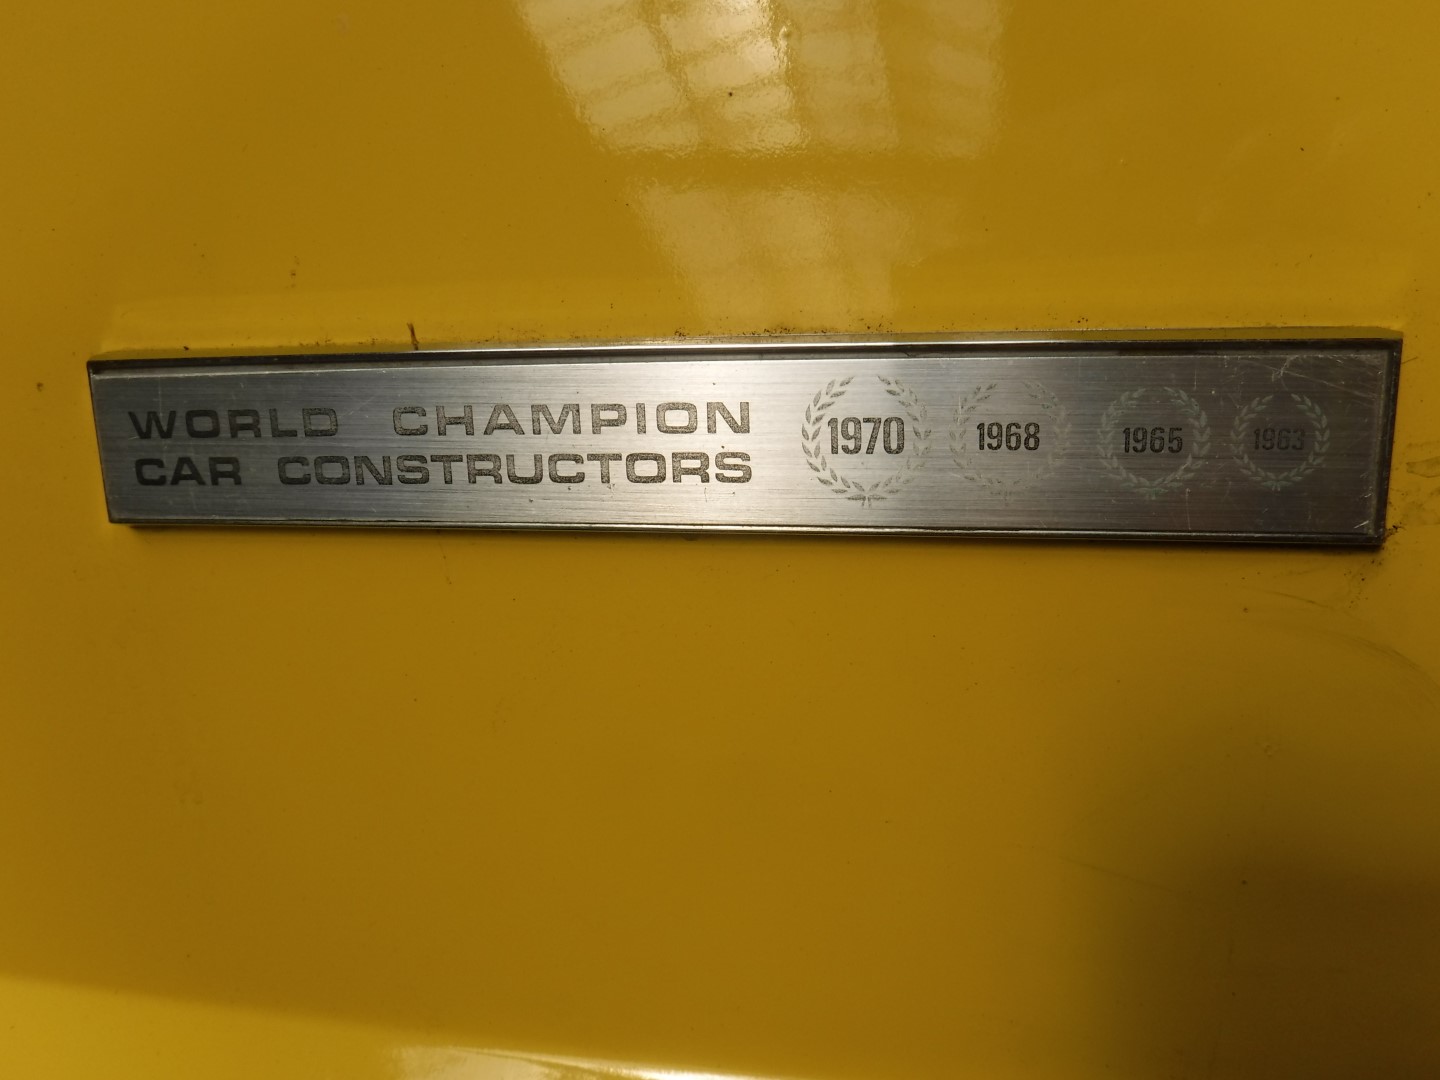 WORLD CHAMPION
CAR CONSTRUCTORS
1970 1968 1965 1963